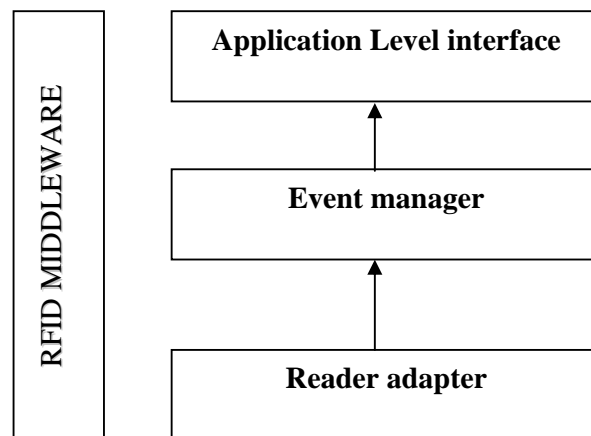 RFID MIDDLEWARE
Application Level interface
Event manager
Reader adapter